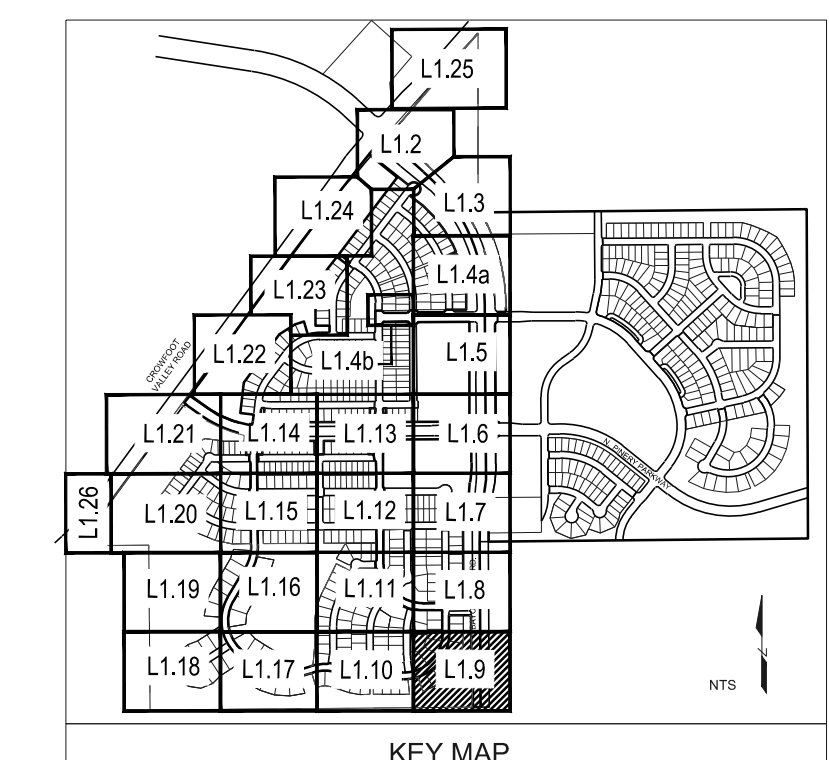 L1.25
L1.2
L1.24
L1.3
L1.4a
L1.23
CROWFOOT
VALLEY ROAD
L1.22
L1.4b
L1.5
L1.21
L1.14
L1.13
L1.6
N. PINERY PARKWAY
L1.26
L1.20
L1.15
L1.12
L1.7
L1.19
L1.16
L1.11
L1.8
L1.18
L1.17
L1.10
L1.9
NTS
KEY MAP